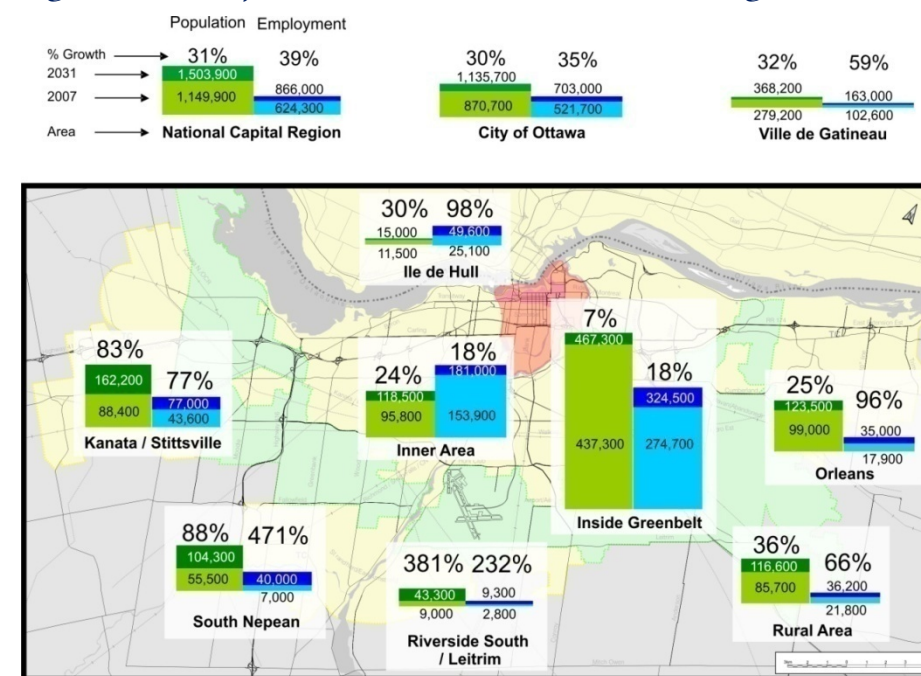 Population Employment
% Growth 31% 39% 30% 35% 32% 59%
2031 1,503,900 866,000 1,135,700 703,000 368,200 163,000
2007 1,149,900 624,300 870,700 521,700 279,200 102,600
Area National Capital Region City of Ottawa Ville de Gatineau
30% 98%
15,000 49,600
11,500 25,100
Ile de Hull
83% 77%
162,200 77,000
88,400 43,600
Kanata / Stittsville
24% 18%
118,500 181,000
95,800 153,900
Inner Area
7% 18%
467,300 324,500
437,300 274,700
Inside Greenbelt
25% 96%
123,500 35,000
99,000 17,900
Orleans
88% 471%
104,300 40,000
55,500 7,000
South Nepean
381% 232%
43,300 9,300
9,000 2,800
Riverside South
/ Leitrim
36% 66%
116,600 36,200
85,700 21,800
Rural Area